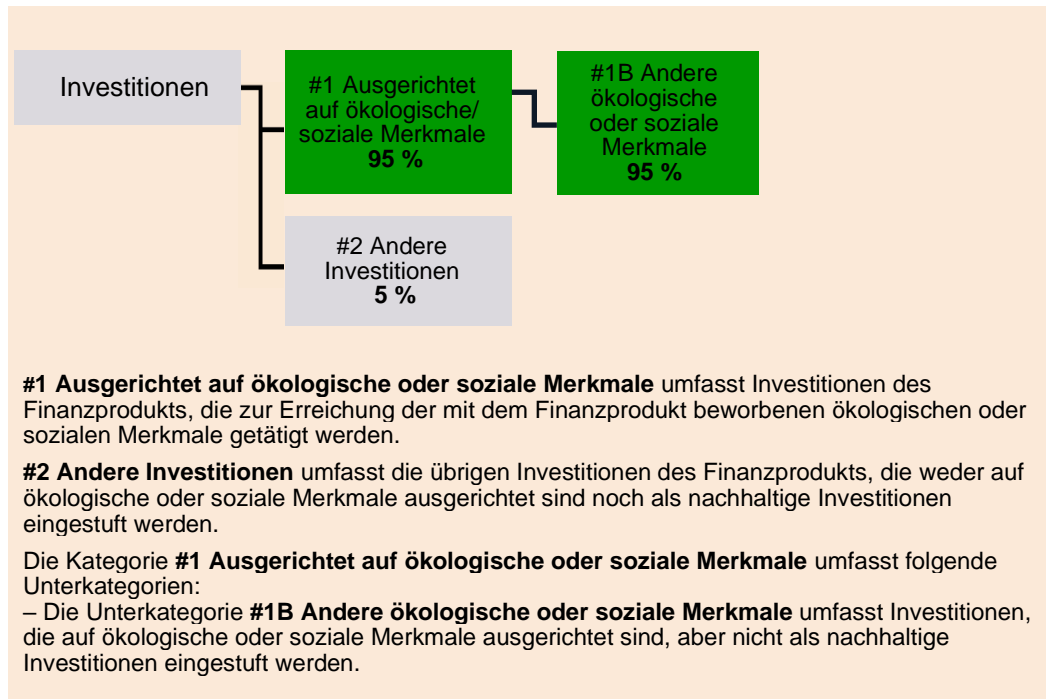 Investitionen
#1 Ausgerichtet
auf ökologische/
soziale Merkmale
95 %
#1B Andere
ökologische
oder soziale
Merkmale
95 %
#2 Andere
Investitionen
5 %
#1 Ausgerichtet auf ökologische oder soziale Merkmale umfasst Investitionen des
Finanzprodukts, die zur Erreichung der mit dem Finanzprodukt beworbenen ökologischen oder
sozialen Merkmale getätigt werden.
#2 Andere Investitionen umfasst die übrigen Investitionen des Finanzprodukts, die weder auf
ökologische oder soziale Merkmale ausgerichtet sind noch als nachhaltige Investitionen
eingestuft werden.
Die Kategorie #1 Ausgerichtet auf ökologische oder soziale Merkmale umfasst folgende
Unterkategorien:
– Die Unterkategorie #1B Andere ökologische oder soziale Merkmale umfasst Investitionen,
die auf ökologische oder soziale Merkmale ausgerichtet sind, aber nicht als nachhaltige
Investitionen eingestuft werden.